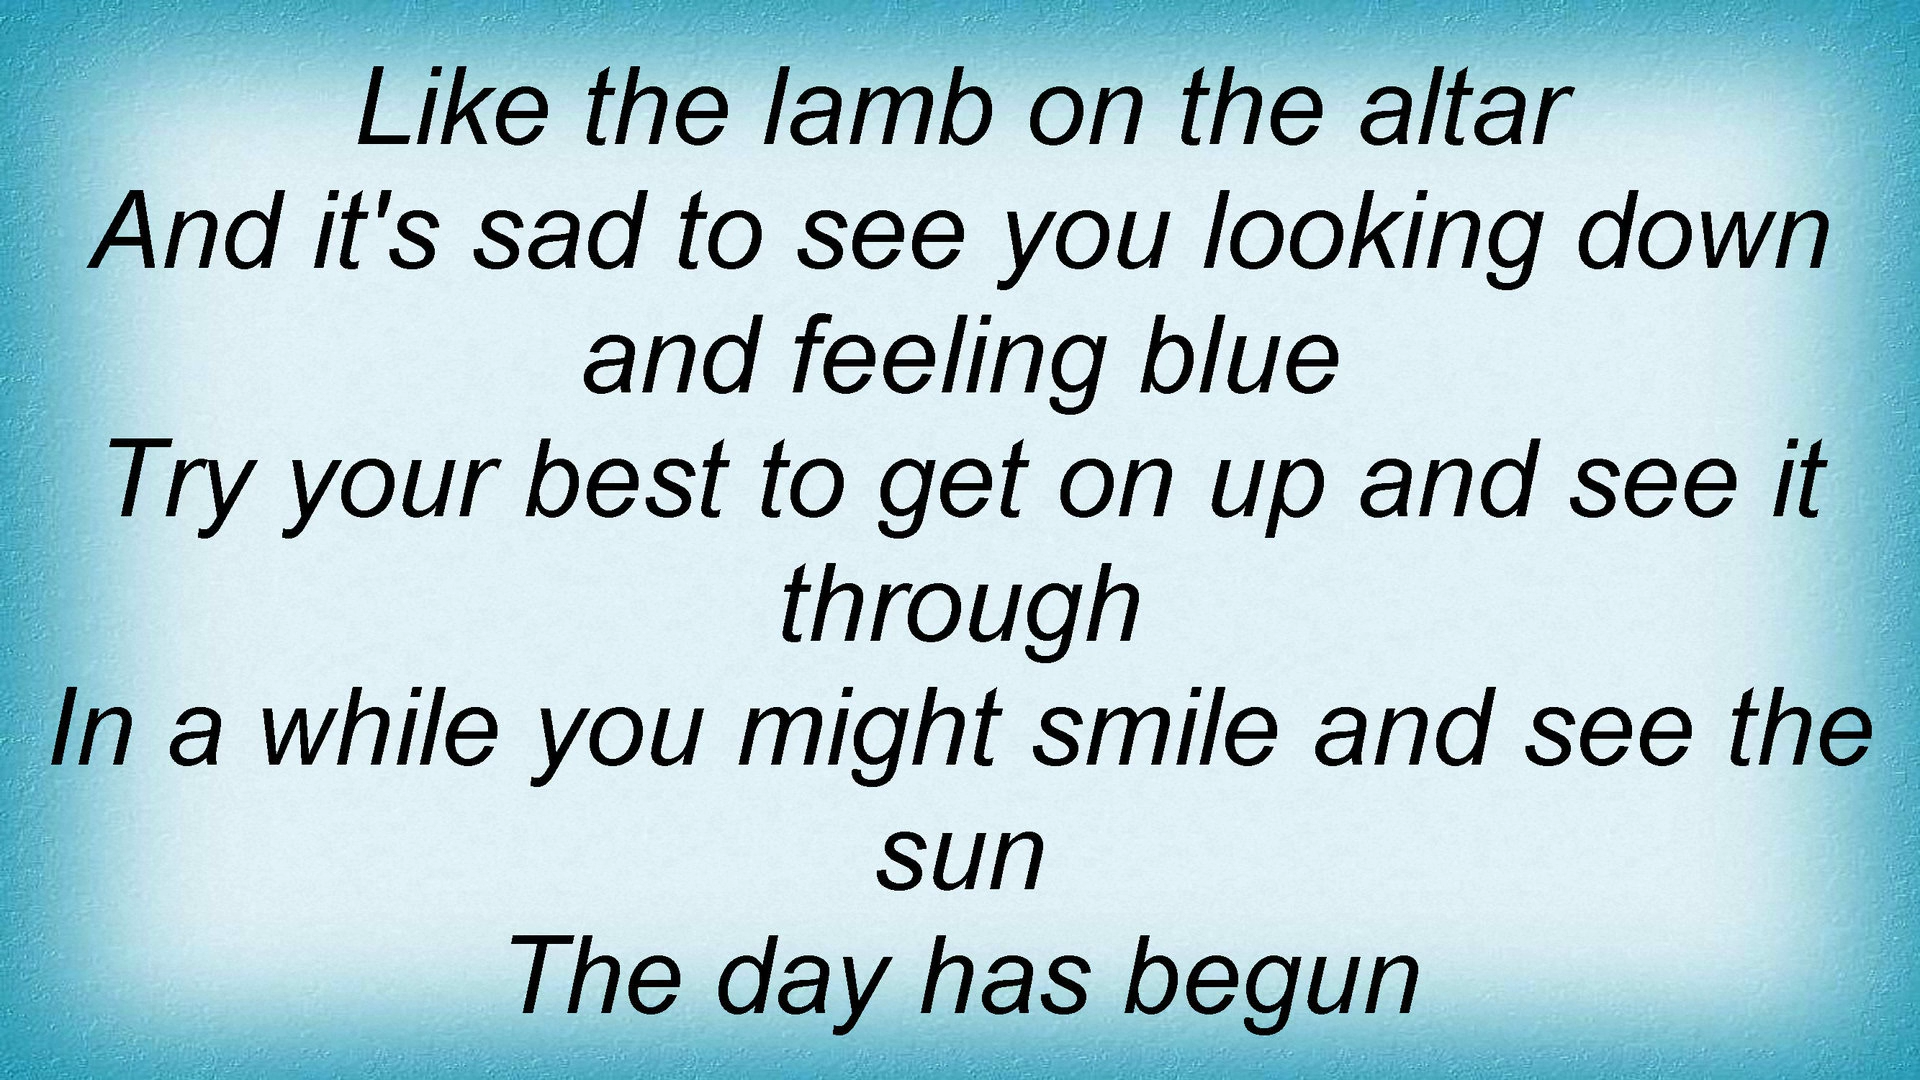 Like the lamb on the altar
And it's sad to see you looking down
and feeling blue
Try your best to get on up and see it
through
In a while you might smile and see the
sun
The day has begun